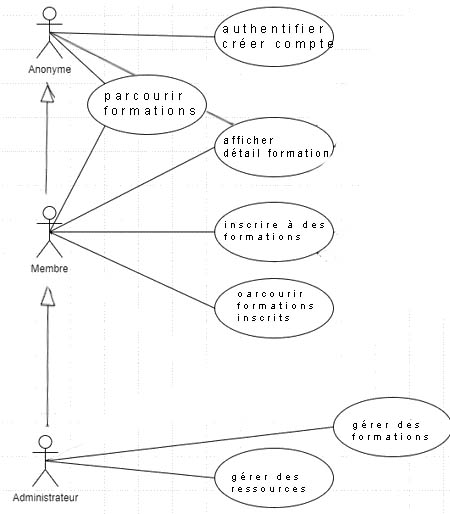 authentifier
créer compte
Anonyme
parcourir
formations
afficher
détail formation
inscrire à des
formations
Membre
oarcourir
formations
inscrits
gérer des
formations
gérer des
ressources
Administrateur